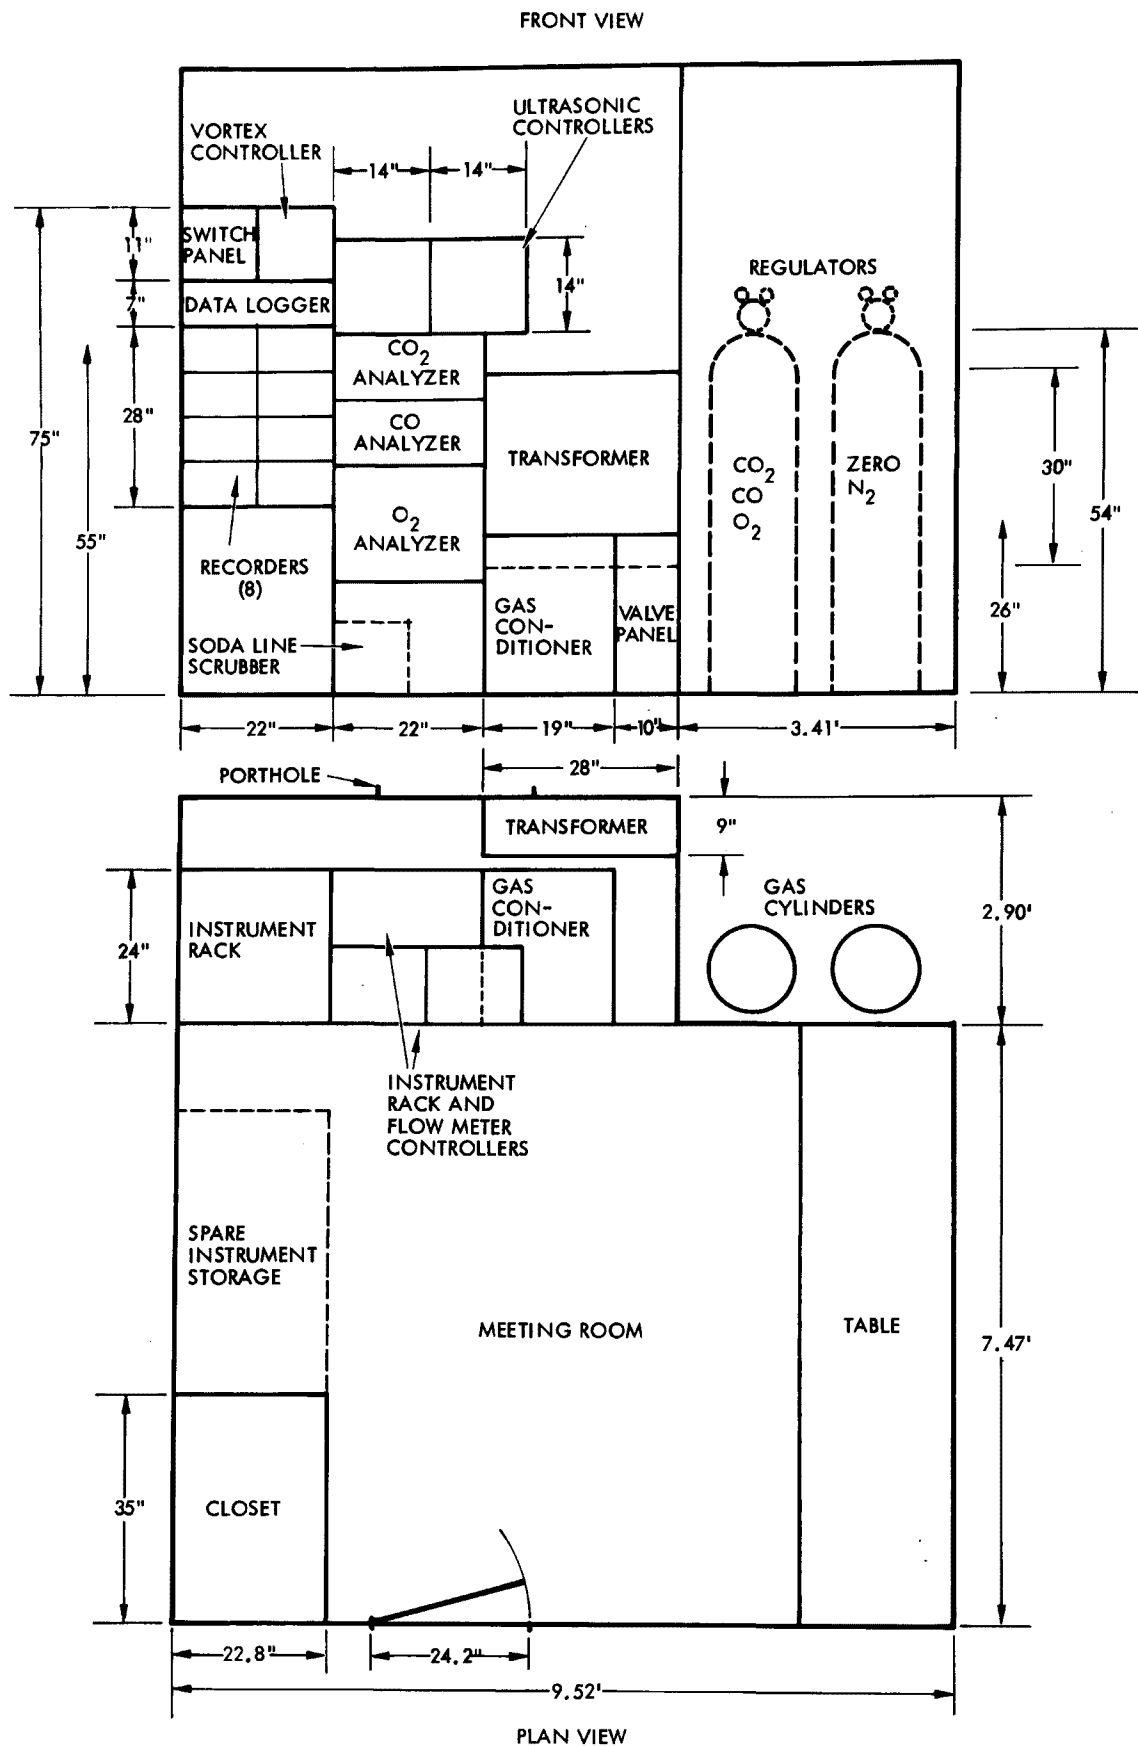 FRONT VIEW
ULTRASONIC
CONTROLLERS
VORTEX
CONTROLLER
14"
14"
SWITCH
PANEL
11"
14"
REGULATORS
7"
DATA LOGGER
CO2
ANALYZER
28"
75"
CO
ANALYZER
TRANSFORMER
CO2
CO
O2
ZERO
N2
30"
54"
55"
O2
ANALYZER
RECORDERS
(8)
GAS
CON-
DITIONER
VALVE
PANEL
26"
SODA LINE
SCRUBBER
22"
22"
19"
10"
3.41'
28"
PORTHOLE
TRANSFORMER
9"
GAS
CON-
DITIONER
GAS
CYLINDERS
2.90'
INSTRUMENT
RACK
24"
INSTRUMENT
RACK AND
FLOW METER
CONTROLLERS
SPARE
INSTRUMENT
STORAGE
MEETING ROOM
TABLE
7.47'
35"
CLOSET
22.8"
24.2"
9.52'
PLAN VIEW